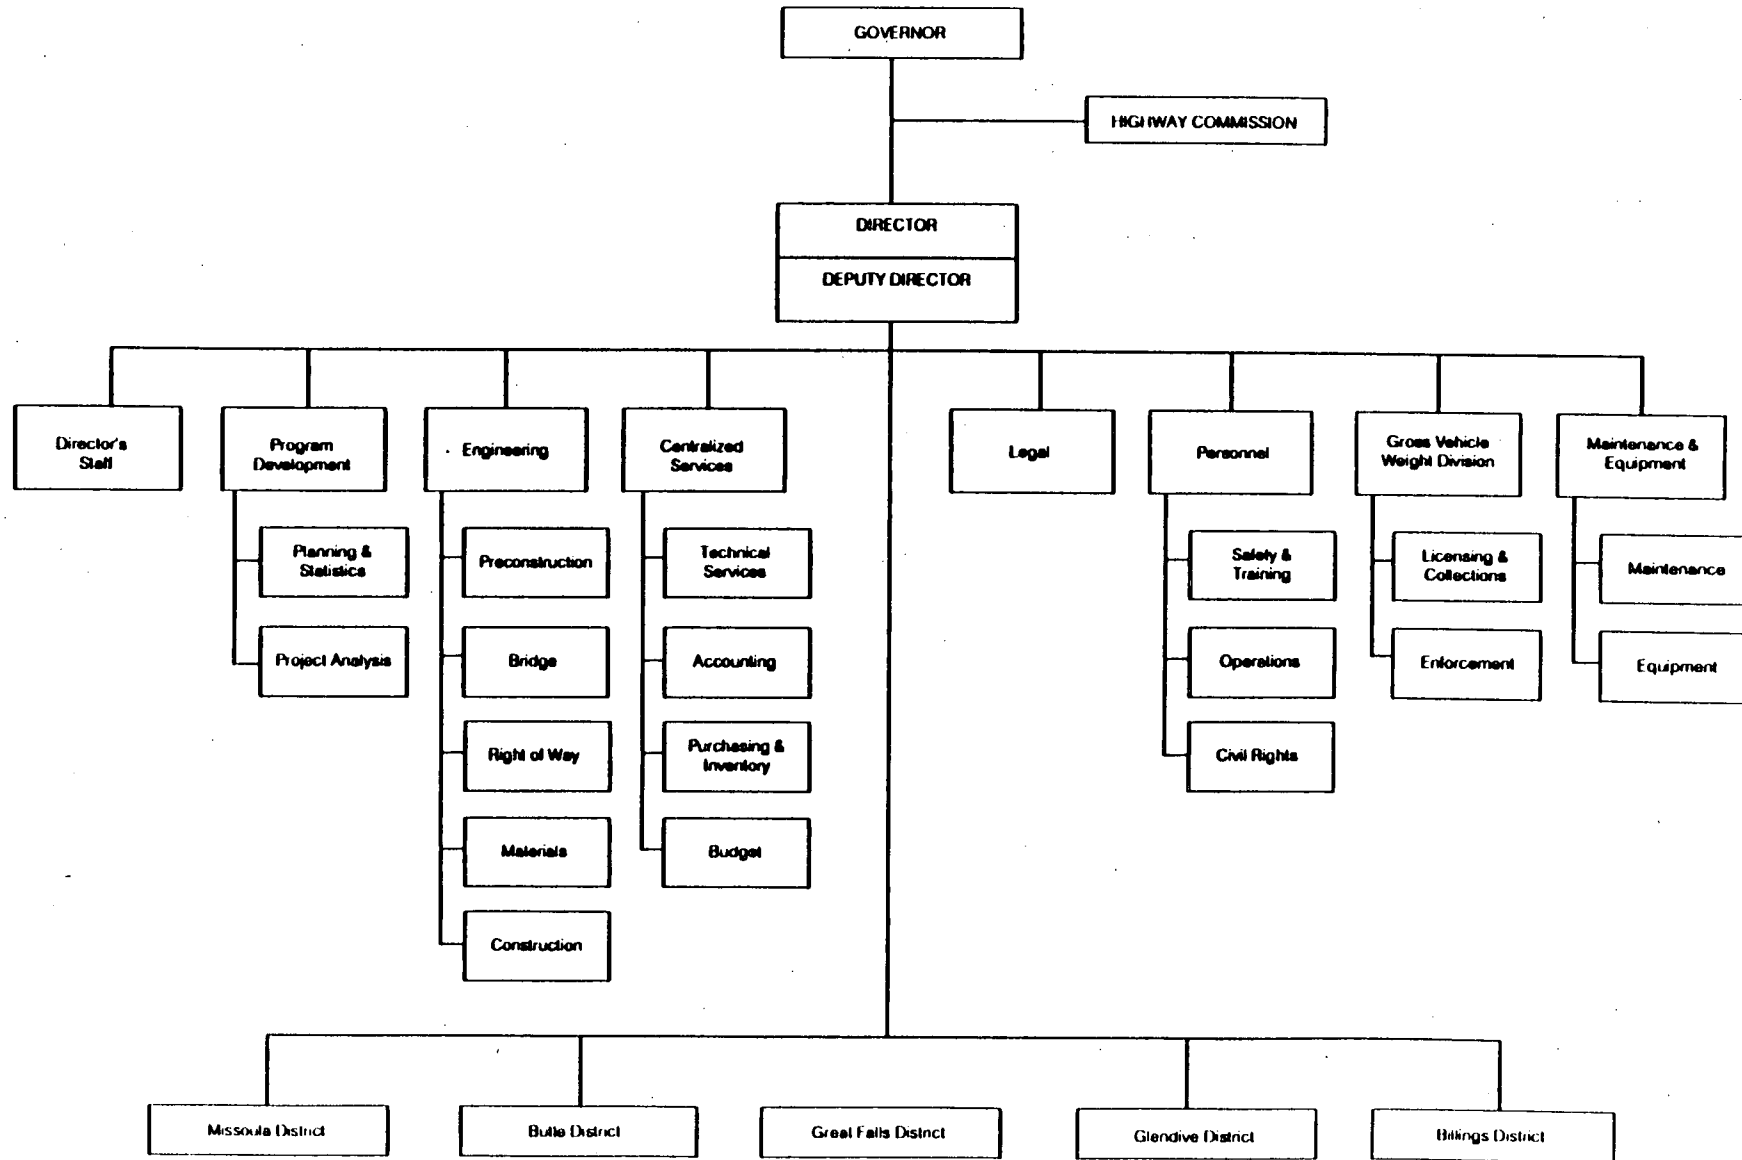 GOVERNOR
HIGHWAY COMMISSION
DIRECTOR
DEPUTY DIRECTOR
Director's
Staff
Program
Development
Engineering
Centralized
Services
Legal
Personnel
Gross Vehicle
Weight Division
Maintenance &
Equipment
Planning &
Statistics
Project Analysis
Preconstruction
Bridge
Right of Way
Materials
Construction
Technical
Services
Accounting
Purchasing &
Inventory
Budget
Safety &
Training
Operations
Civil Rights
Licensing &
Collections
Enforcement
Maintenance
Equipment
Missoula District
Butte District
Great Falls District
Glendive District
Billings District